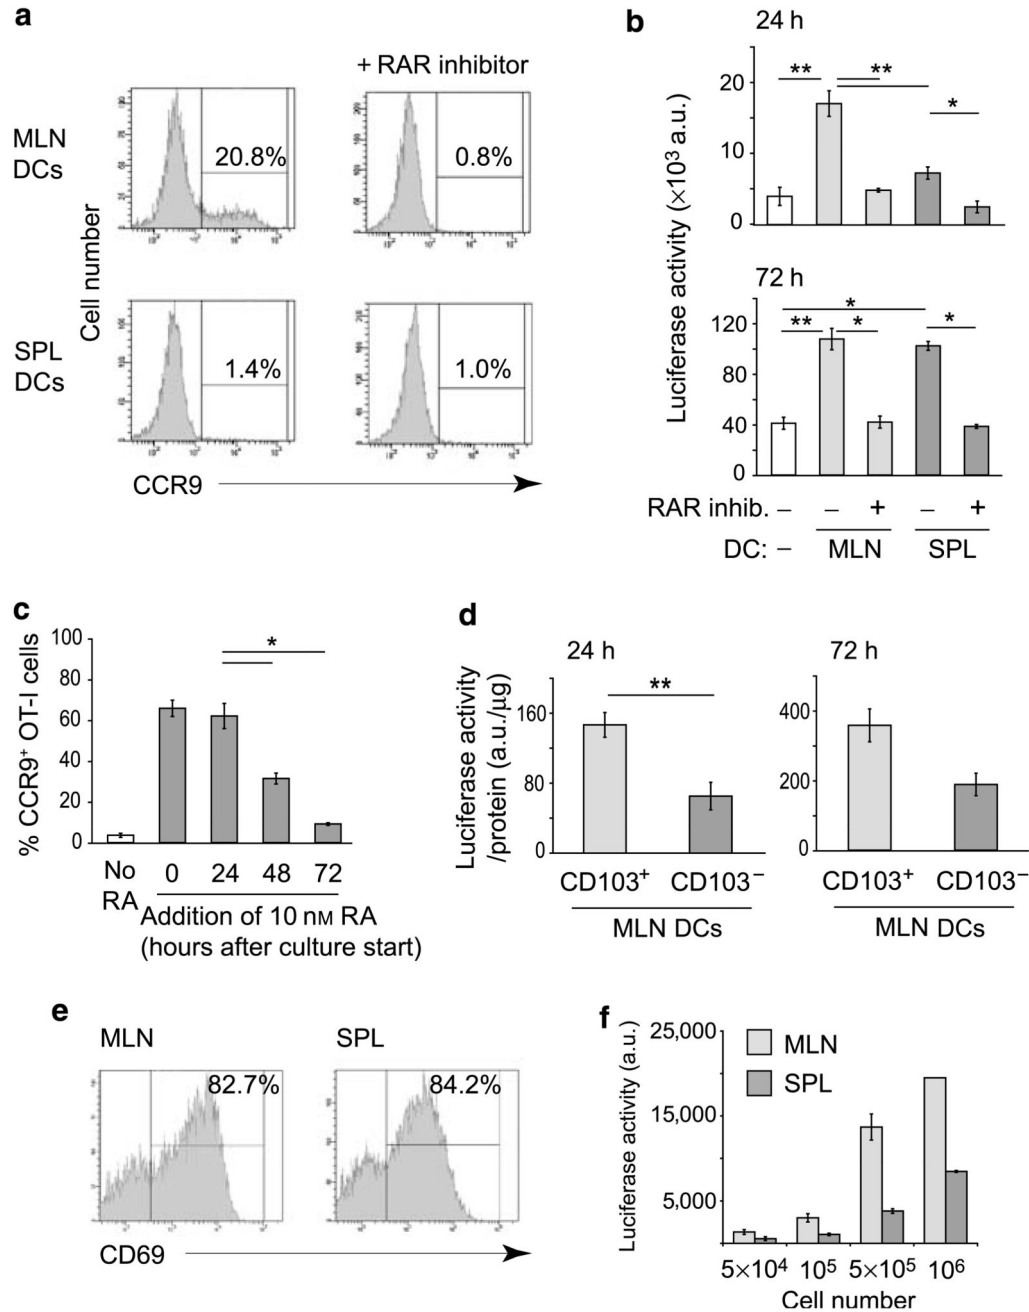 a
+ RAR inhibitor
MLN
DCs
20.8%
0.8%
Cell number
SPL
DCs
1.4%
1.0%
CCR9
b
24 h
Luciferase activity (×10³ a.u.)
20
10
0
**
**
*
72 h
120
80
40
0
*
**
*
*
RAR inhib. – – + – +
DC: – MLN SPL
c
% CCR9⁺ OT-I cells
100
80
60
40
20
0
*
No
RA
0 24 48 72
Addition of 10 nM RA
(hours after culture start)
d
24 h
Luciferase activity
/protein (a.u./µg)
160
80
0
**
CD103⁺ CD103⁻
MLN DCs
72 h
400
200
0
CD103⁺ CD103⁻
MLN DCs
e
MLN
82.7%
SPL
84.2%
CD69
f
Luciferase activity (a.u.)
25,000
15,000
5,000
MLN
SPL
5×10⁴ 10⁵ 5×10⁵ 10⁶
Cell number